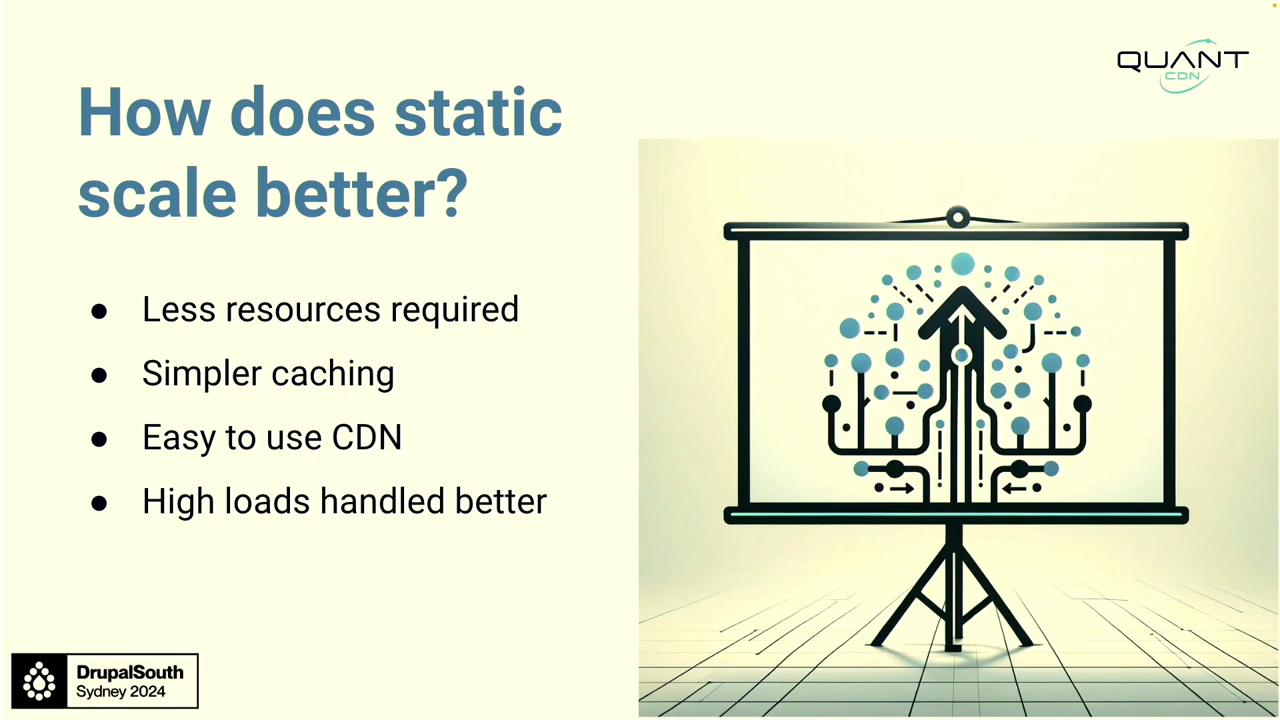 QUANT
CDN
How does static
scale better?
● Less resources required
● Simpler caching
● Easy to use CDN
● High loads handled better
DrupalSouth
Sydney 2024